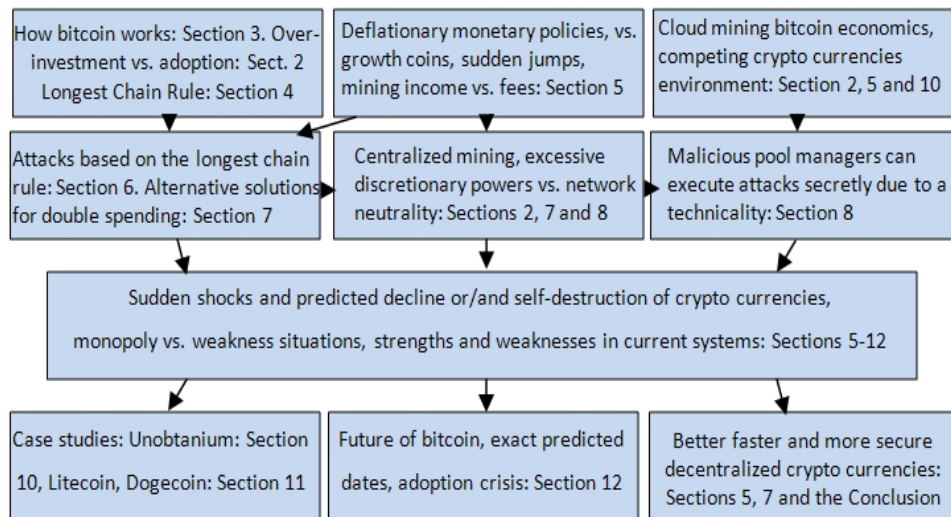 How bitcoin works: Section 3. Over-
investment vs. adoption: Sect. 2
Longest Chain Rule: Section 4
Deflationary monetary policies, vs.
growth coins, sudden jumps,
mining income vs. fees: Section 5
Cloud mining bitcoin economics,
competing crypto currencies
environment: Section 2, 5 and 10
Attacks based on the longest chain
rule: Section 6. Alternative solutions
for double spending: Section 7
Centralized mining, excessive
discretionary powers vs. network
neutrality: Sections 2, 7 and 8
Malicious pool managers can
execute attacks secretly due to a
technicality: Section 8
Sudden shocks and predicted decline or/and self-destruction of crypto currencies,
monopoly vs. weakness situations, strengths and weaknesses in current systems: Sections 5-12
Case studies: Unobtanium: Section
10, Litecoin, Dogecoin: Section 11
Future of bitcoin, exact predicted
dates, adoption crisis: Section 12
Better faster and more secure
decentralized crypto currencies:
Sections 5, 7 and the Conclusion